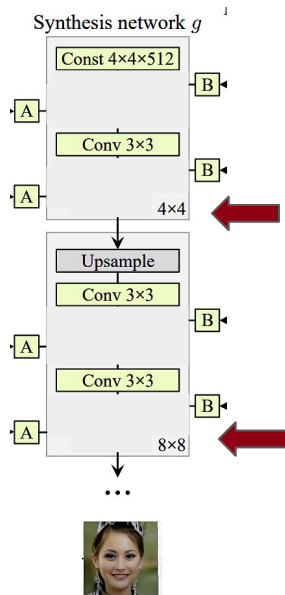 Synthesis network g
Const 4×4×512
B
A
Conv 3×3
B
A
4×4
Upsample
Conv 3×3
B
A
Conv 3×3
B
A
8×8
...